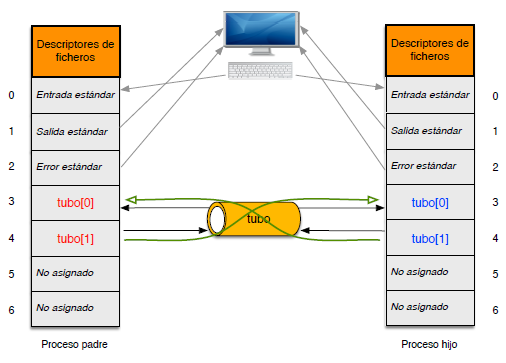 Descriptores de
ficheros
Descriptores de
ficheros
0
Entrada estándar
Entrada estándar
0
1
Salida estándar
Salida estándar
1
2
Error estándar
Error estándar
2
3
tubo[0]
tubo
tubo[0]
3
4
tubo[1]
tubo[1]
4
5
No asignado
No asignado
5
6
No asignado
No asignado
6
Proceso padre
Proceso hijo